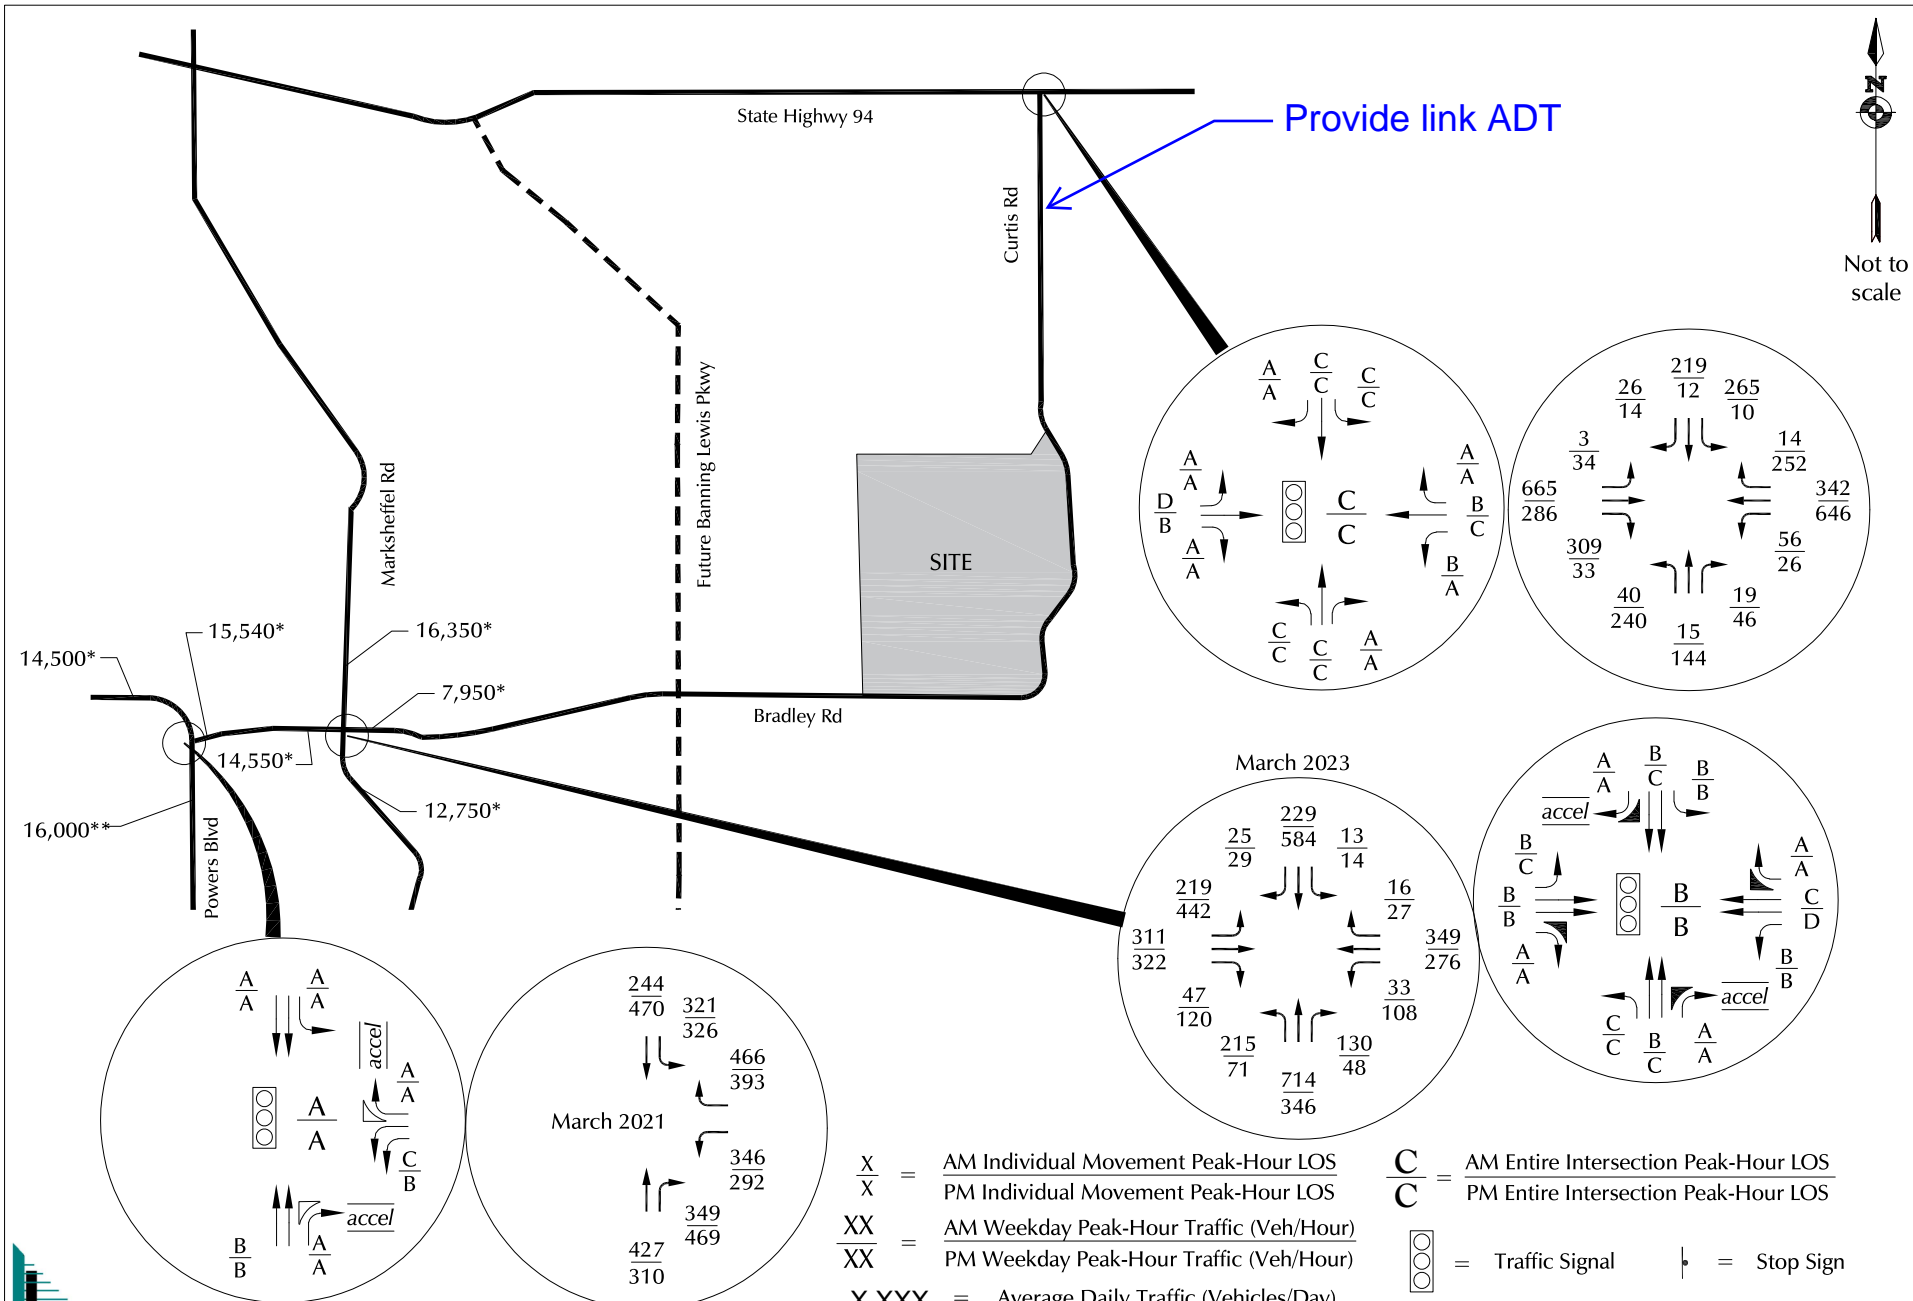 State Highway 94
Provide link ADT
N
Not to
scale
Curtis Rd
Future Banning Lewis Pkwy
Marksheffel Rd
SITE
Bradley Rd
Powers Blvd
14,500*
15,540*
16,350*
7,950*
14,550*
12,750*
16,000**
A
A
C
C
C
C
A
A
D
B
A
A
C
C
A
A
B
C
B
A
C
C
C
C
A
A
26
14
219
12
265
10
3
34
665
286
309
33
14
252
342
646
56
26
40
240
15
144
19
46
March 2023
25
29
229
584
13
14
219
442
311
322
47
120
16
27
349
276
33
108
215
71
714
346
130
48
A
A
B
C
B
B
accel
B
C
B
B
A
A
B
B
A
A
C
D
B
B
accel
C
C
B
C
A
A
A
A
A
A
accel
A
A
A
A
C
B
accel
B
B
A
A
244
470
321
326
466
393
March 2021
346
292
349
469
427
310
X
X
=
AM Individual Movement Peak-Hour LOS
PM Individual Movement Peak-Hour LOS
C
C
=
AM Entire Intersection Peak-Hour LOS
PM Entire Intersection Peak-Hour LOS
XX
XX
=
AM Weekday Peak-Hour Traffic (Veh/Hour)
PM Weekday Peak-Hour Traffic (Veh/Hour)
= Traffic Signal
= Stop Sign
X,XXX = Average Daily Traffic (Vehicles/Day)